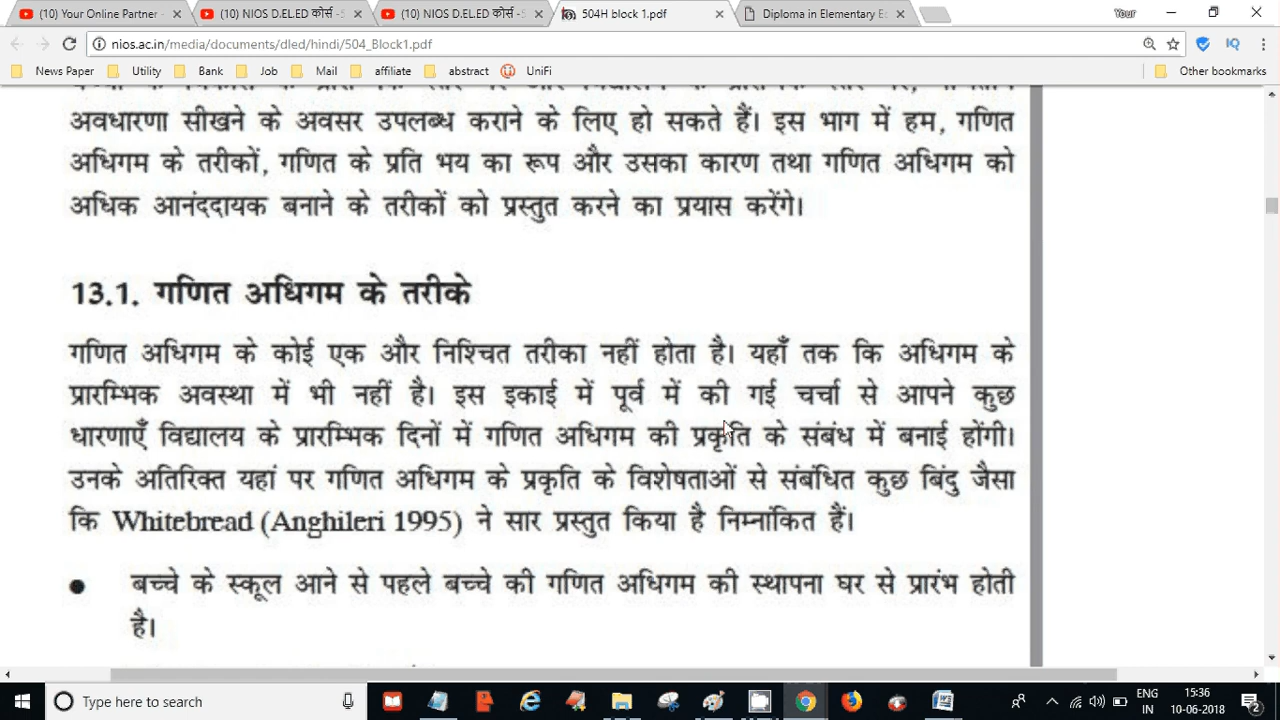 (10) Your Online Partner - (10) NIOS D.EL.ED कोर्स - (10) NIOS D.EL.ED कोर्स - 504H block 1.pdf Diploma in Elementary Your
nios.ac.in/media/documents/dled/hindi/504_Block1.pdf IQ
News Paper Utility Bank Job Mail affiliate abstract UniFi Other bookmarks
अवधारणा सीखने के अवसर उपलब्ध कराने के लिए हो सकते हैं। इस भाग में हम, गणित
अधिगम के तरीकों, गणित के प्रति भय का रूप और उसका कारण तथा गणित अधिगम को
अधिक आनंददायक बनाने के तरीकों को प्रस्तुत करने का प्रयास करेंगे।
13.1. गणित अधिगम के तरीके
गणित अधिगम के कोई एक और निश्चित तरीका नहीं होता है। यहाँ तक कि अधिगम के
प्रारम्भिक अवस्था में भी नहीं है। इस इकाई में पूर्व में की गई चर्चा से आपने कुछ
धारणाएँ विद्यालय के प्रारम्भिक दिनों में गणित अधिगम की प्रकृति के संबंध में बनाई होंगी।
उनके अतिरिक्त यहां पर गणित अधिगम के प्रकृति के विशेषताओं से संबंधित कुछ बिंदु जैसा
कि Whitebread (Anghileri 1995) ने सार प्रस्तुत किया है निम्नांकित हैं।
● बच्चे के स्कूल आने से पहले बच्चे की गणित अधिगम की स्थापना घर से प्रारंभ होती
है।
Type here to search ENG 15:36
IN 10-06-2018 2